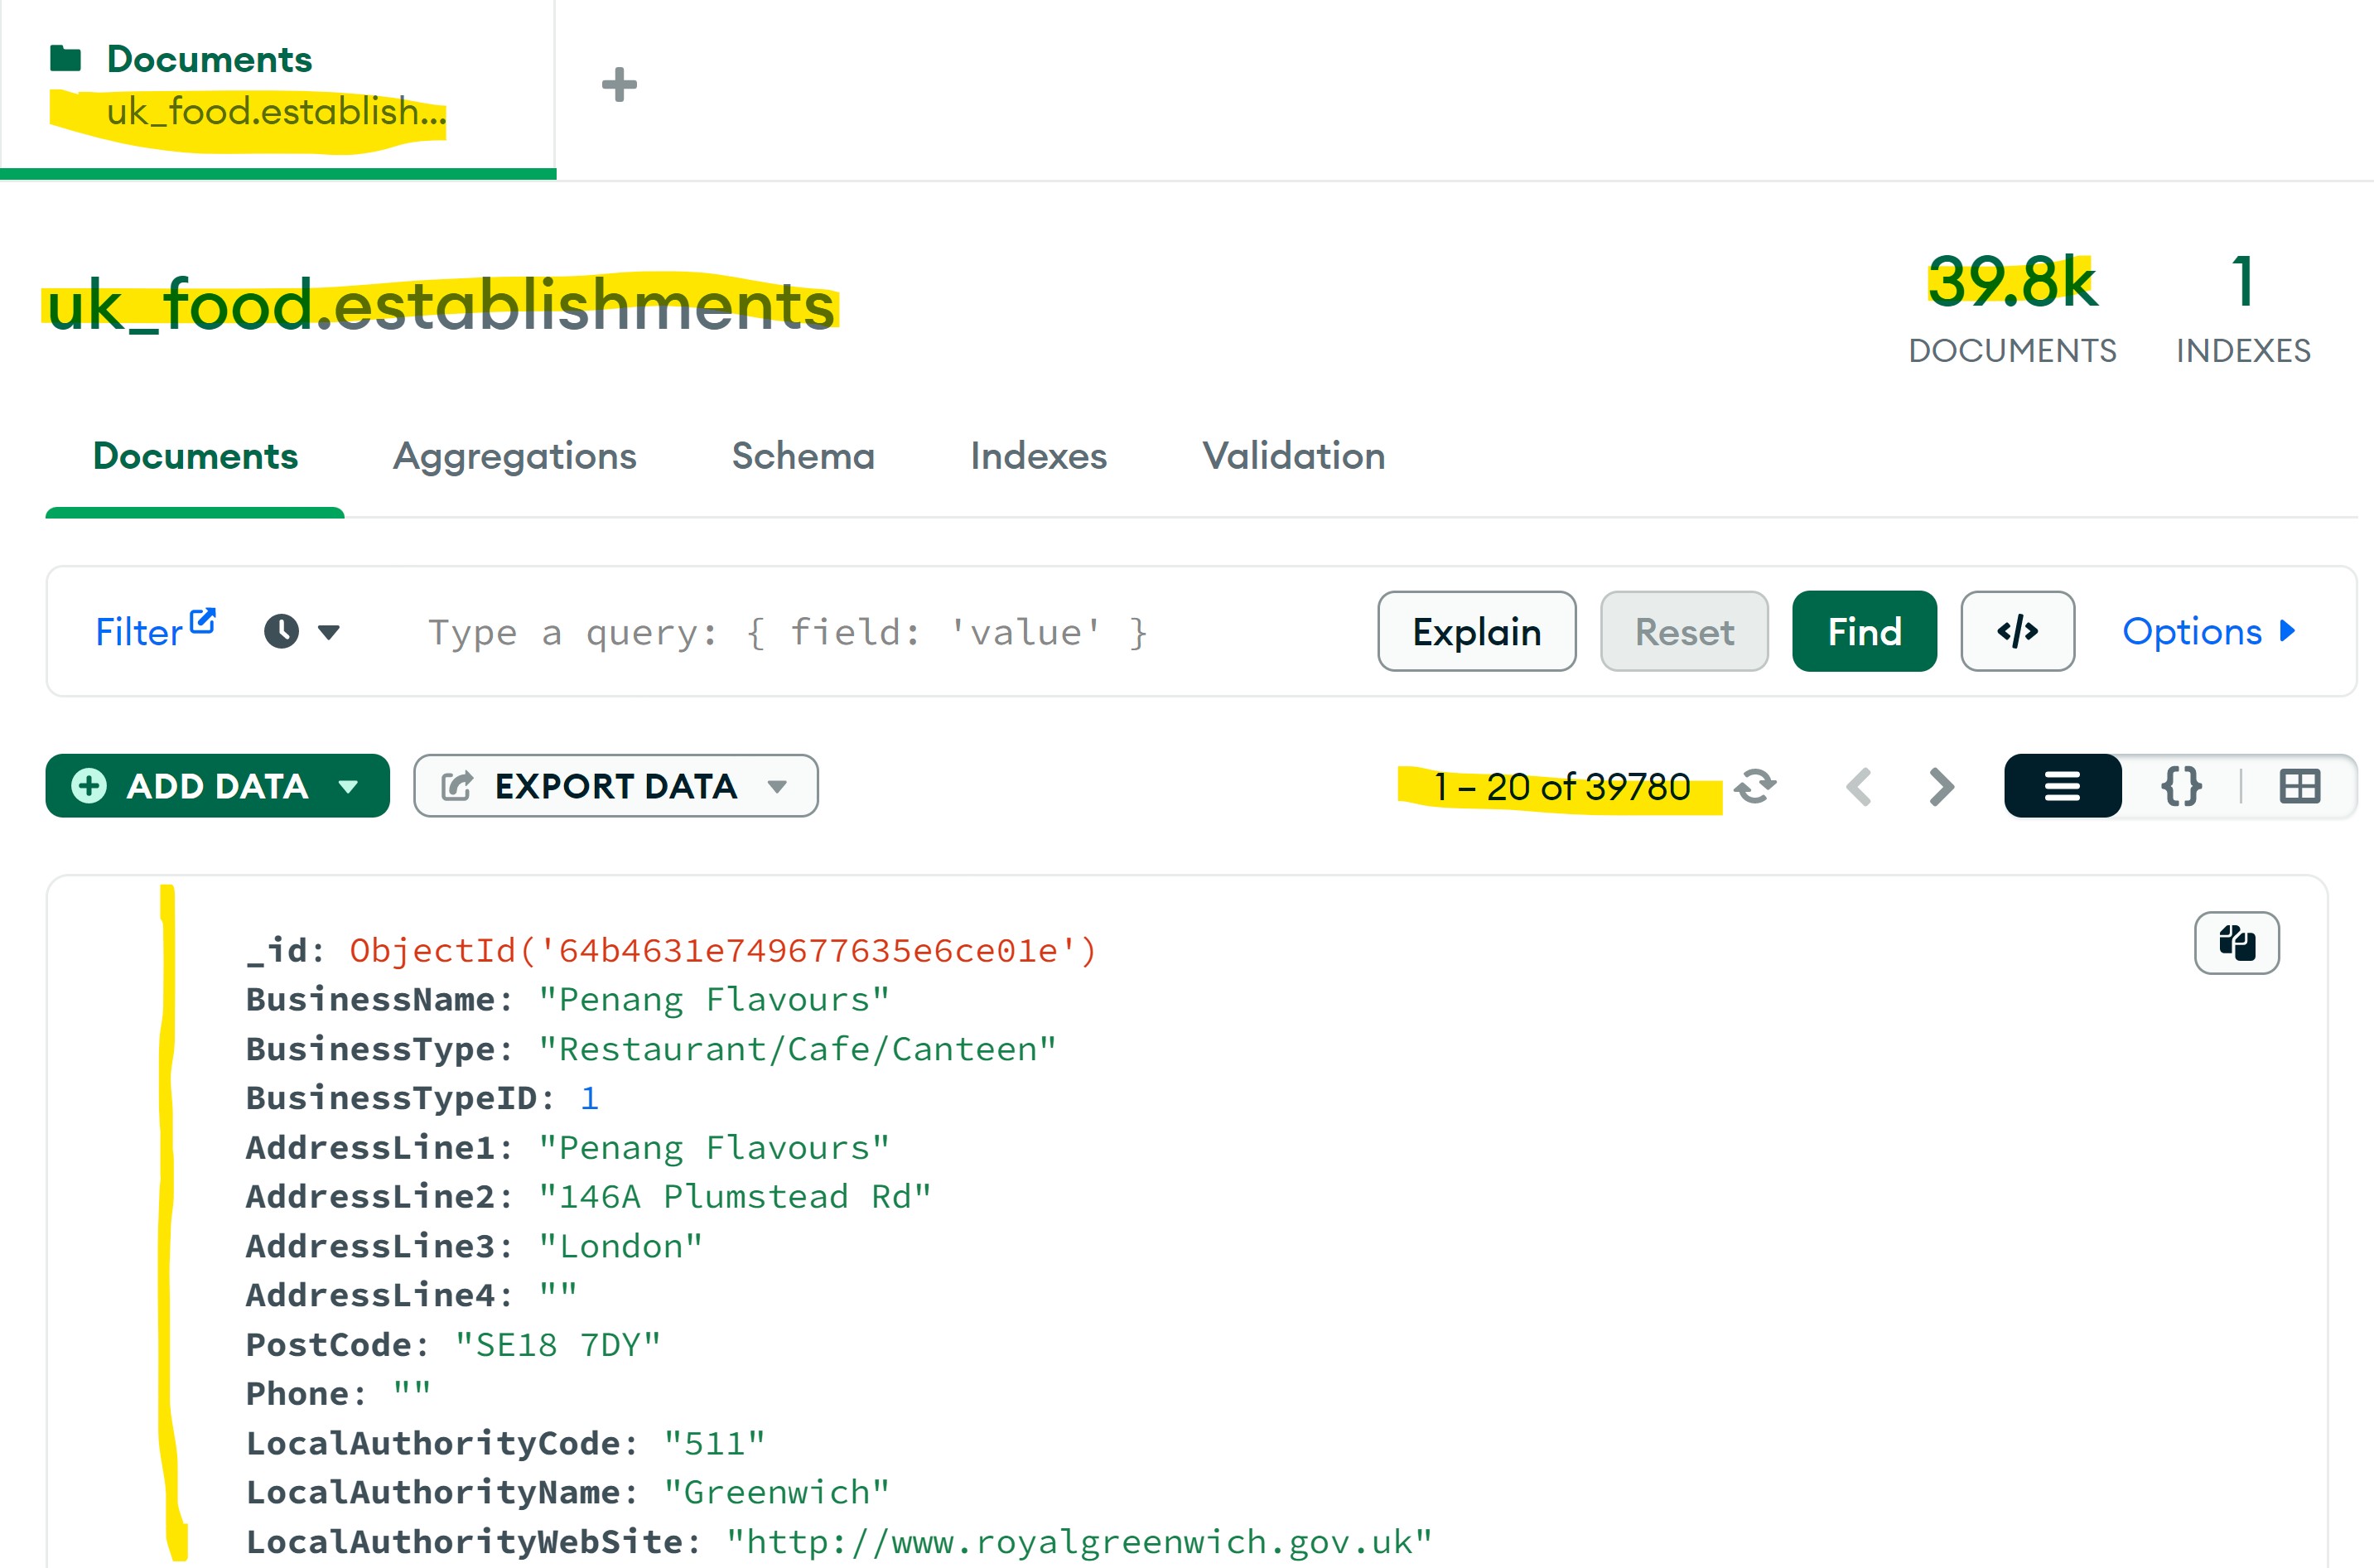 Documents
uk_food.establish...
uk_food.establishments
39.8k
DOCUMENTS
1
INDEXES
Documents Aggregations Schema Indexes Validation
Filter Type a query: { field: 'value' } Explain Reset Find </> Options
ADD DATA EXPORT DATA 1 – 20 of 39780 {}
_id: ObjectId('64b4631e749677635e6ce01e')
BusinessName: "Penang Flavours"
BusinessType: "Restaurant/Cafe/Canteen"
BusinessTypeID: 1
AddressLine1: "Penang Flavours"
AddressLine2: "146A Plumstead Rd"
AddressLine3: "London"
AddressLine4: ""
PostCode: "SE18 7DY"
Phone: ""
LocalAuthorityCode: "511"
LocalAuthorityName: "Greenwich"
LocalAuthorityWebSite: "http://www.royalgreenwich.gov.uk"